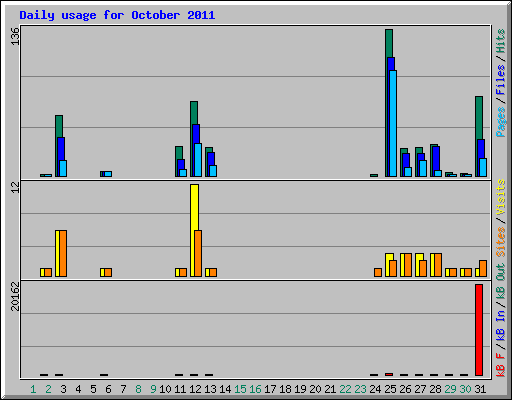 Daily usage for October 2011
136
Pages / Files / Hits
12
Sites / Visits
20162
kB F / kB In / kB Out
1 2 3 4 5 6 7 8 9 10 11 12 13 14 15 16 17 18 19 20 21 22 23 24 25 26 27 28 29 30 31